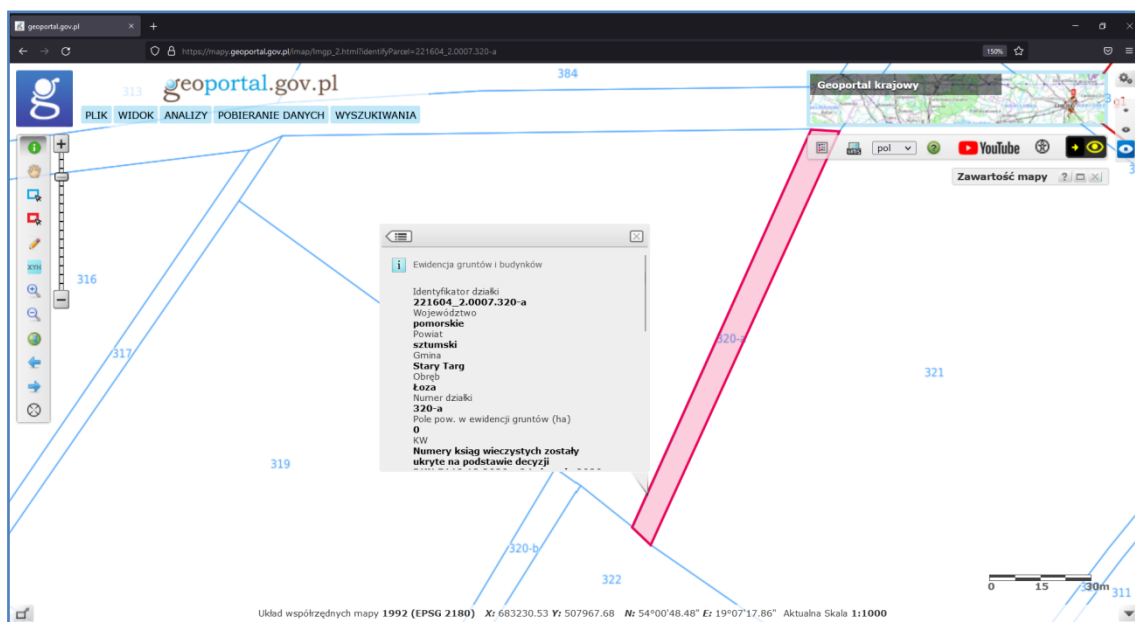 geoportal.gov.pl
https://mapy.geoportal.gov.pl/imap/Imgp_2.html?identifyParcel=221604_2.0007.320-a
150%
geoportal.gov.pl
313
384
Geoportal krajowy
PLIK WIDOK ANALIZY POBIERANIE DANYCH WYSZUKIWANIA
pol
YouTube
Zawartość mapy
XYH
316
317
319
320-a
320-b
321
322
311
Ewidencja gruntów i budynków
Identyfikator działki
221604_2.0007.320-a
Województwo
pomorskie
Powiat
sztumski
Gmina
Stary Targ
Obręb
Łoza
Numer działki
320-a
Pole pow. w ewidencji gruntów (ha)
0
KW
Numery ksiąg wieczystych zostały
ukryte na podstawie decyzji
0 15 30m
Układ współrzędnych mapy 1992 (EPSG 2180) X: 683230.53 Y: 507967.68 N: 54°00'48.48" E: 19°07'17.86" Aktualna Skala 1:1000